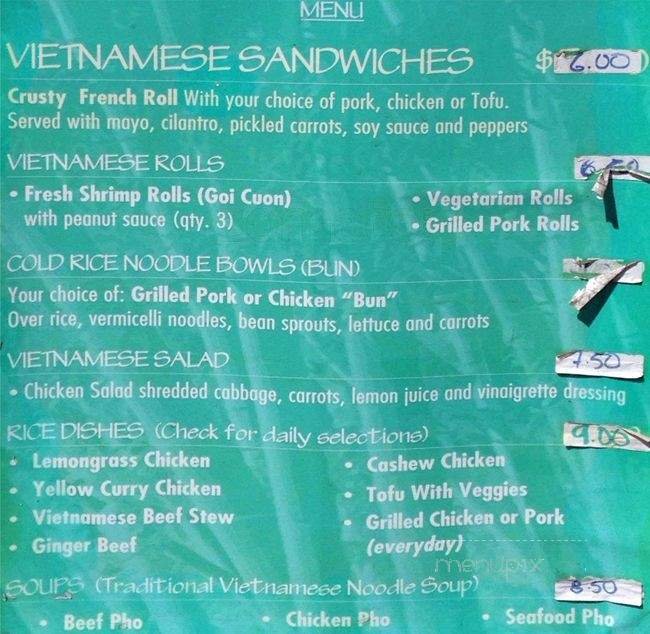 MENU
VIETNAMESE SANDWICHES $ 6.00
Crusty French Roll With your choice of pork, chicken or Tofu.
Served with mayo, cilantro, pickled carrots, soy sauce and peppers
VIETNAMESE ROLLS 6.50
• Fresh Shrimp Rolls (Goi Cuon) • Vegetarian Rolls
with peanut sauce (qty. 3) • Grilled Pork Rolls
COLD RICE NOODLE BOWLS (BUN)
Your choice of: Grilled Pork or Chicken “Bun”
Over rice, vermicelli noodles, bean sprouts, lettuce and carrots
VIETNAMESE SALAD 7.50
• Chicken Salad shredded cabbage, carrots, lemon juice and vinaigrette dressing
RICE DISHES (Check for daily selections) 9.00
• Lemongrass Chicken • Cashew Chicken
• Yellow Curry Chicken • Tofu With Veggies
• Vietnamese Beef Stew • Grilled Chicken or Pork
• Ginger Beef (everyday)
menupix
SOUPS (Traditional Vietnamese Noodle Soup) 8.50
• Beef Pho • Chicken Pho • Seafood Pho